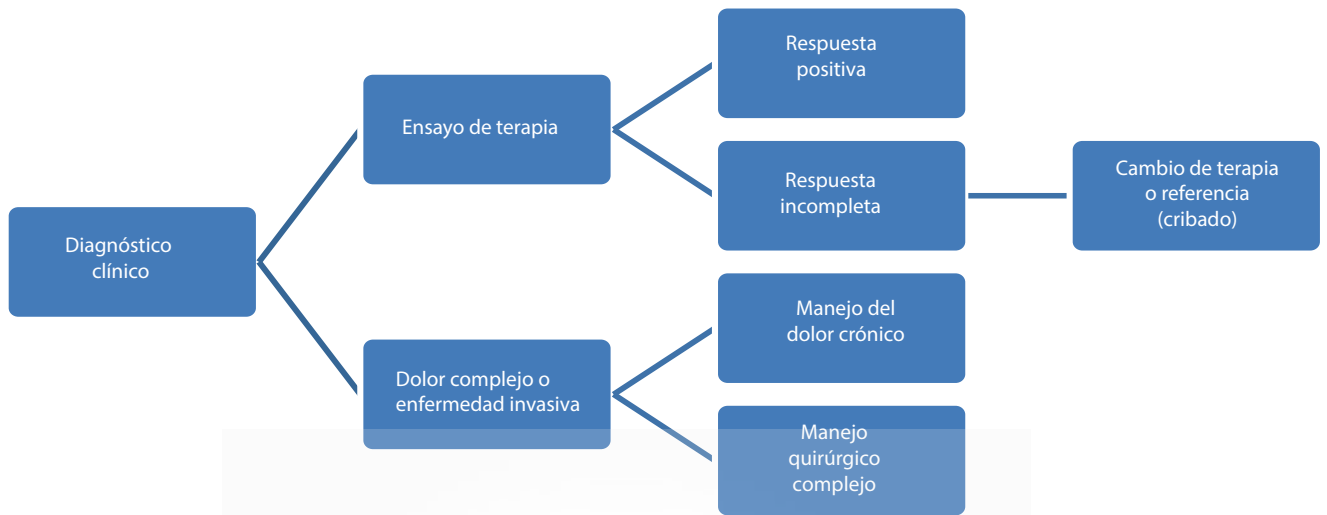 Diagnóstico
clínico
Ensayo de terapia
Dolor complejo o
enfermedad invasiva
Respuesta
positiva
Respuesta
incompleta
Manejo del
dolor crónico
Manejo
quirúrgico
complejo
Cambio de terapia
o referencia
(cribado)